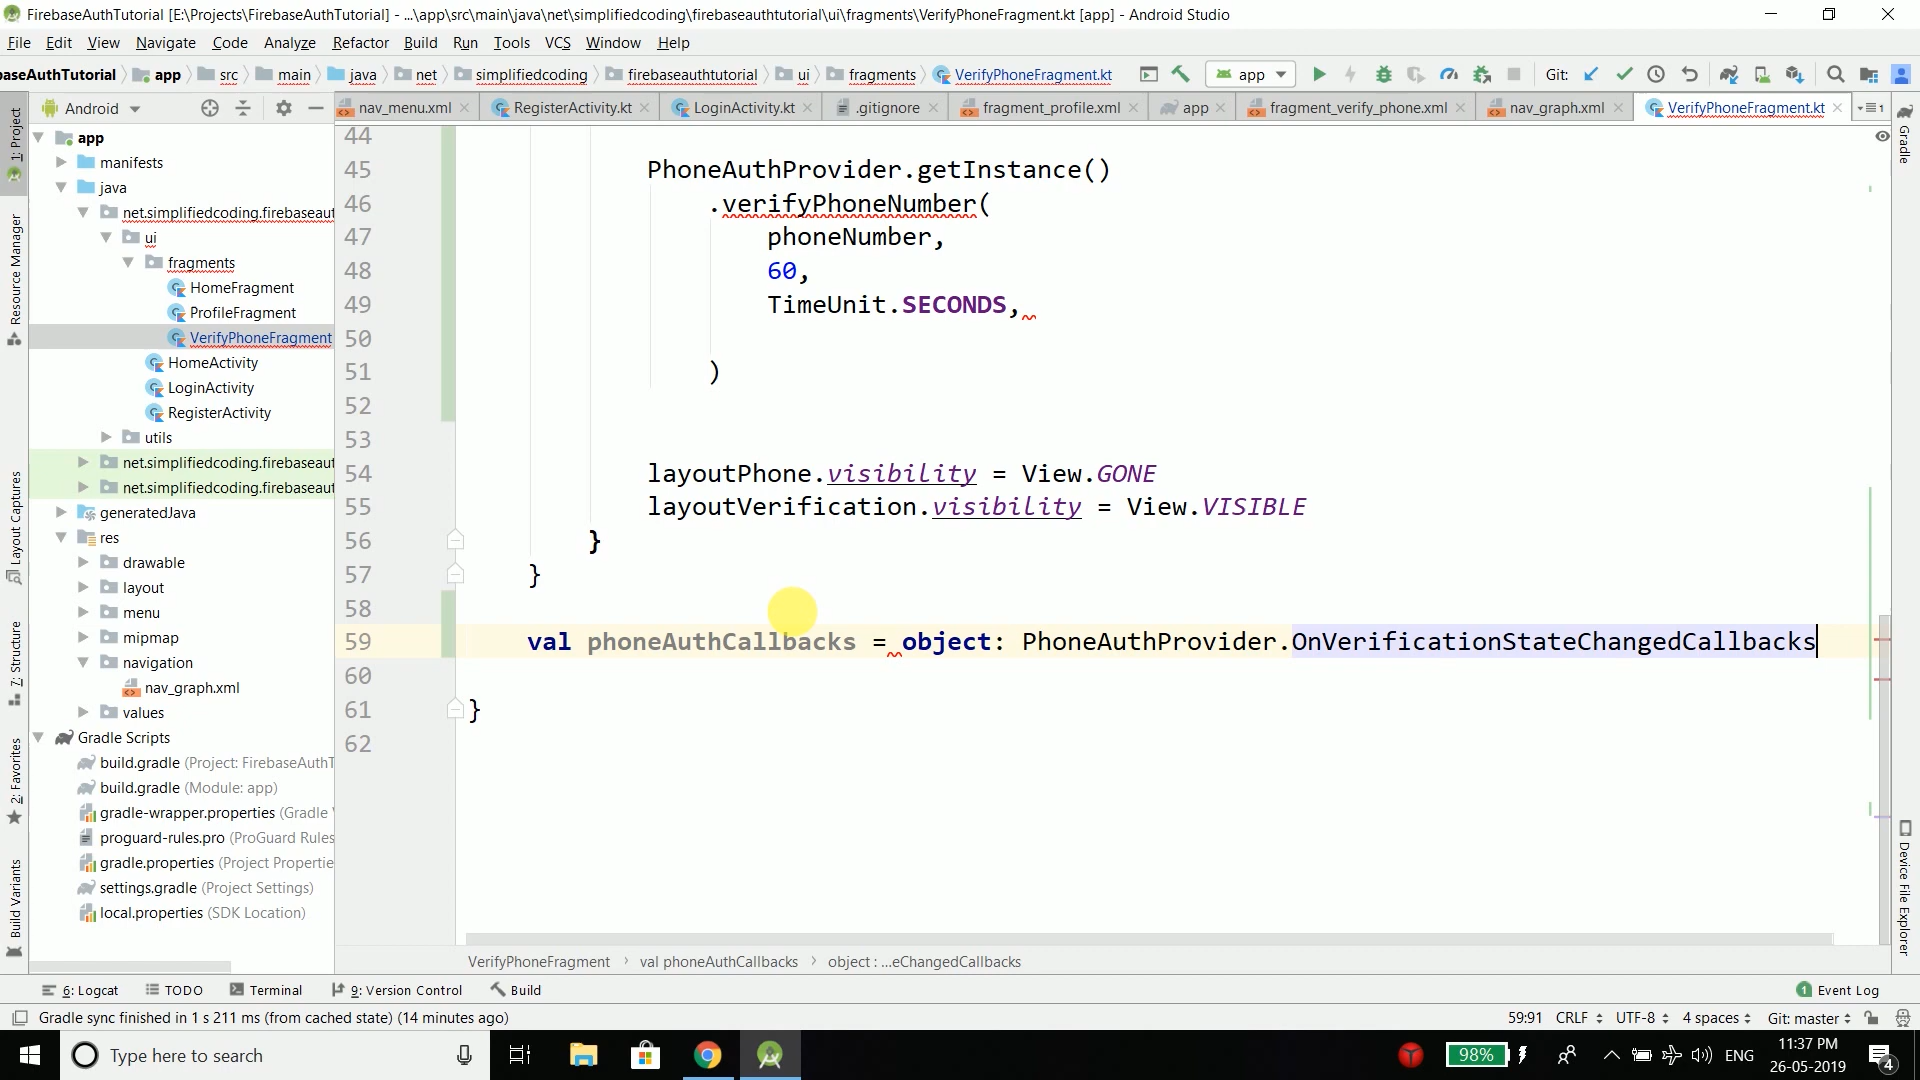 FirebaseAuthTutorial [E:\Projects\FirebaseAuthTutorial] - ...\app\src\main\java\net\simplifiedcoding\firebaseauthtutorial\ui\fragments\VerifyPhoneFragment.kt [app] - Android Studio
File Edit View Navigate Code Analyze Refactor Build Run Tools VCS Window Help
baseAuthTutorial app src main java net simplifiedcoding firebaseauthtutorial ui fragments VerifyPhoneFragment.kt app Git:
Android nav_menu.xml RegisterActivity.kt LoginActivity.kt .gitignore fragment_profile.xml app fragment_verify_phone.xml nav_graph.xml VerifyPhoneFragment.kt 1
1: Project
Resource Manager
Layout Captures
7: Structure
2: Favorites
Build Variants
app
manifests
java
net.simplifiedcoding.firebaseaut
ui
fragments
HomeFragment
ProfileFragment
VerifyPhoneFragment
HomeActivity
LoginActivity
RegisterActivity
utils
net.simplifiedcoding.firebaseaut
net.simplifiedcoding.firebaseaut
generatedJava
res
drawable
layout
menu
mipmap
navigation
nav_graph.xml
values
Gradle Scripts
build.gradle (Project: FirebaseAuthT
build.gradle (Module: app)
gradle-wrapper.properties (Gradle
proguard-rules.pro (ProGuard Rules
gradle.properties (Project Propertie
settings.gradle (Project Settings)
local.properties (SDK Location)
44
45 PhoneAuthProvider.getInstance()
46 .verifyPhoneNumber(
47 phoneNumber,
48 60,
49 TimeUnit.SECONDS,
50
51 )
52
53
54 layoutPhone.visibility = View.GONE
55 layoutVerification.visibility = View.VISIBLE
56 }
57 }
58
59 val phoneAuthCallbacks = object: PhoneAuthProvider.OnVerificationStateChangedCallbacks
60
61 }
62
Gradle
Device File Explorer
VerifyPhoneFragment val phoneAuthCallbacks object : ...eChangedCallbacks
6: Logcat TODO Terminal 9: Version Control Build 1 Event Log
Gradle sync finished in 1 s 211 ms (from cached state) (14 minutes ago) 59:91 CRLF UTF-8 4 spaces Git: master
Type here to search 98% ENG 11:37 PM
26-05-2019 4